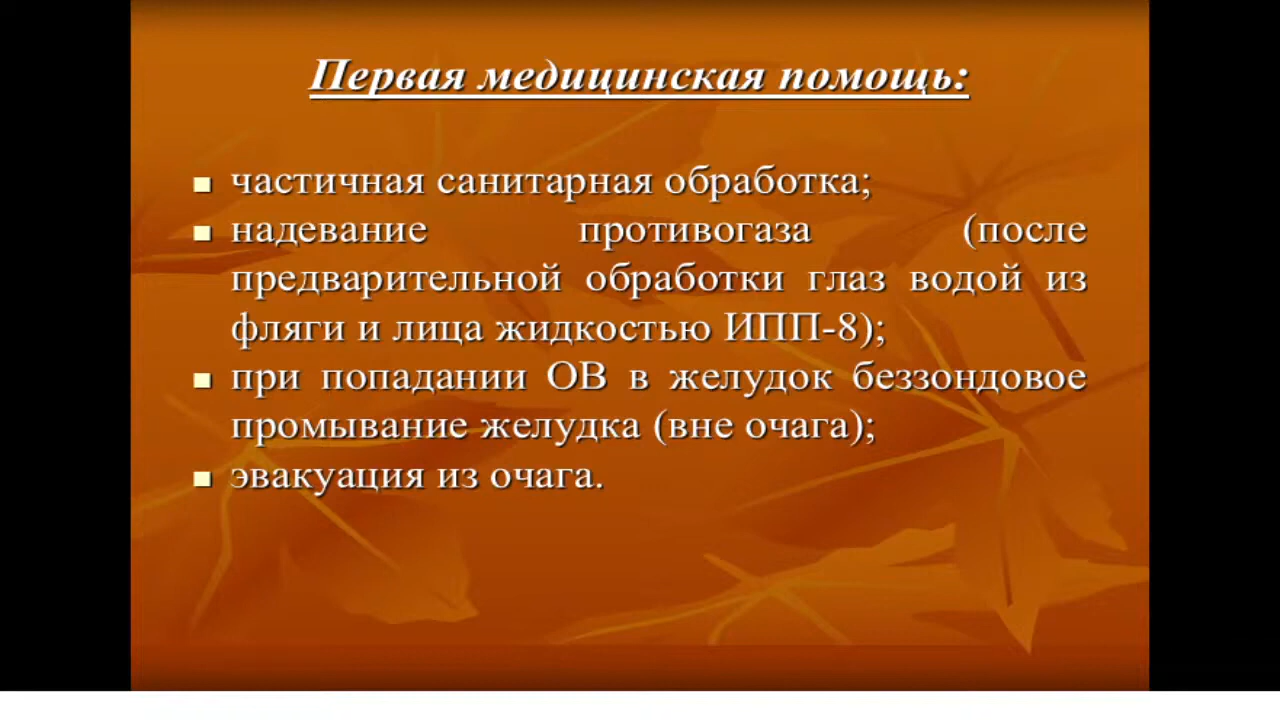 Первая медицинская помощь:
частичная санитарная обработка;
надевание противогаза (после
предварительной обработки глаз водой из
фляги и лица жидкостью ИПП-8);
при попадании ОВ в желудок беззондовое
промывание желудка (вне очага);
эвакуация из очага.